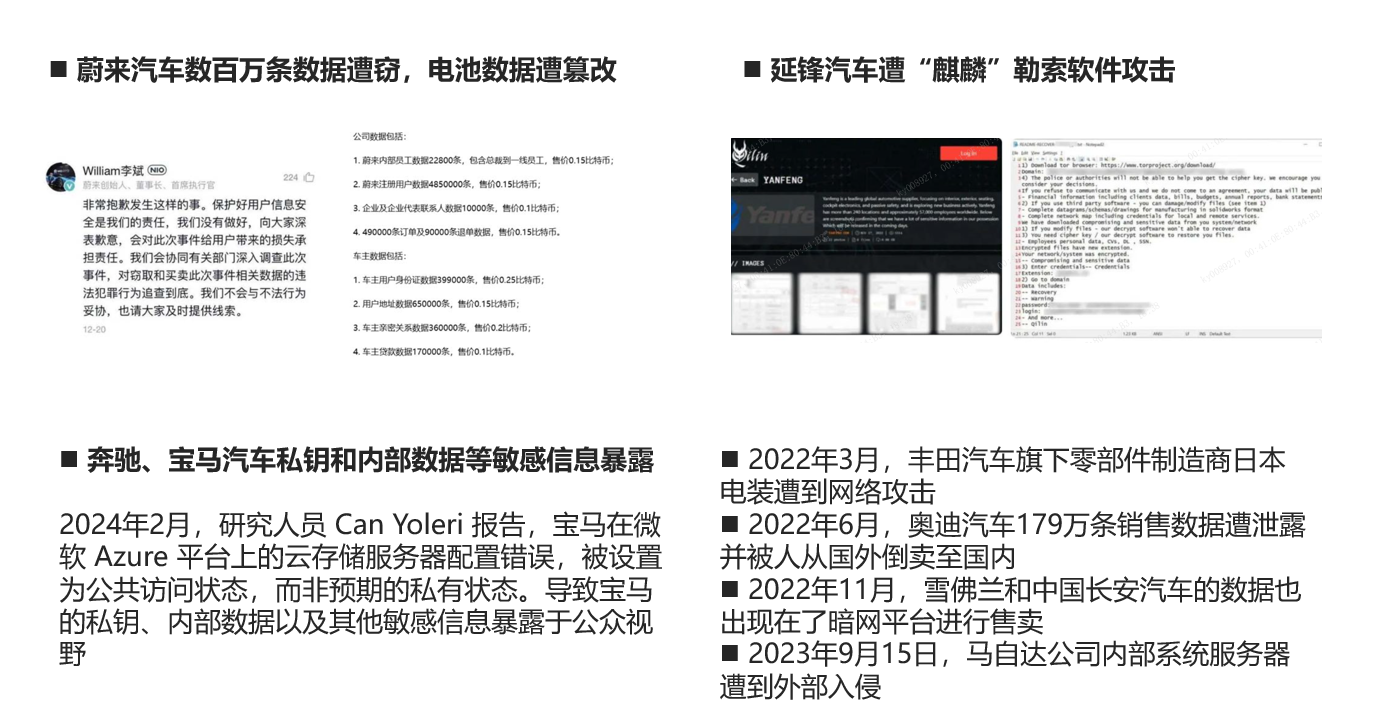 ■ 蔚来汽车数百万条数据遭窃，电池数据遭篡改
William李斌 NIO
蔚来创始人、董事长、首席执行官
224
非常抱歉发生这样的事。保护好用户信息安
全是我们的责任，我们没有做好，向大家深
表歉意，会对此次事件给用户带来的损失承
担责任。我们会协同有关部门深入调查此次
事件，对窃取和买卖此次事件相关数据的违
法犯罪行为追查到底。我们不会与不法行为
妥协，也请大家及时提供线索。
12-20
公司数据包括：
1. 蔚来内部员工数据22800条，包含总裁到一线员工，售价0.15比特币；
2. 蔚来注册用户数据4850000条，售价0.15比特币；
3. 企业及企业代表联系人数据10000条，售价0.1比特币；
4. 490000条订单及90000条退单数据，售价0.15比特币。
车主数据包括：
1. 车主用户身份证数据399000条，售价0.25比特币；
2. 用户地址数据650000条，售价0.15比特币；
3. 车主亲密关系数据360000条，售价0.2比特币；
4. 车主贷款数据170000条，售价0.1比特币。
■ 延锋汽车遭“麒麟”勒索软件攻击
Qilin
Log in
← Back YANFENG
Yanfe
// IMAGES
1) Download tor browser: https://www.torproject.org/download/
Domain:
4) The police or authorities will not be able to help you get the cipher key. we encourage you
consider your decisions.
If you refuse to communicate with us and we do not come to an agreement, your data will be
- Financial information including clients data, bills, budgets, annual reports, bank
2) If you use third party software - you can damage/modify files (see item 1)
- Complete datagrams/schemas/drawings for manufacturing in solidworks format
- Complete network map including credentials for local and remote services.
we have downloaded compromising and sensitive data from you system/network
1) If you modify files - our decrypt software won't able to recover data
3) You need cipher key / our decrypt software to restore you files.
- Employees personal data, CVs, DL , SSN.
Encrypted files have new extension.
Your network/system was encrypted.
-- Compromising and sensitive data
3) Enter credentials-- Credentials
Extension:
2) Go to domain
Data includes:
-- Recovery
-- Warning
password
login:
- And more...
-- Qilin
■ 奔驰、宝马汽车私钥和内部数据等敏感信息暴露
2024年2月，研究人员 Can Yoleri 报告，宝马在微
软 Azure 平台上的云存储服务器配置错误，被设置
为公共访问状态，而非预期的私有状态。导致宝马
的私钥、内部数据以及其他敏感信息暴露于公众视
野
■ 2022年3月，丰田汽车旗下零部件制造商日本
电装遭到网络攻击
■ 2022年6月，奥迪汽车179万条销售数据遭泄露
并被人从国外倒卖至国内
■ 2022年11月，雪佛兰和中国长安汽车的数据也
出现在了暗网平台进行售卖
■ 2023年9月15日，马自达公司内部系统服务器
遭到外部入侵